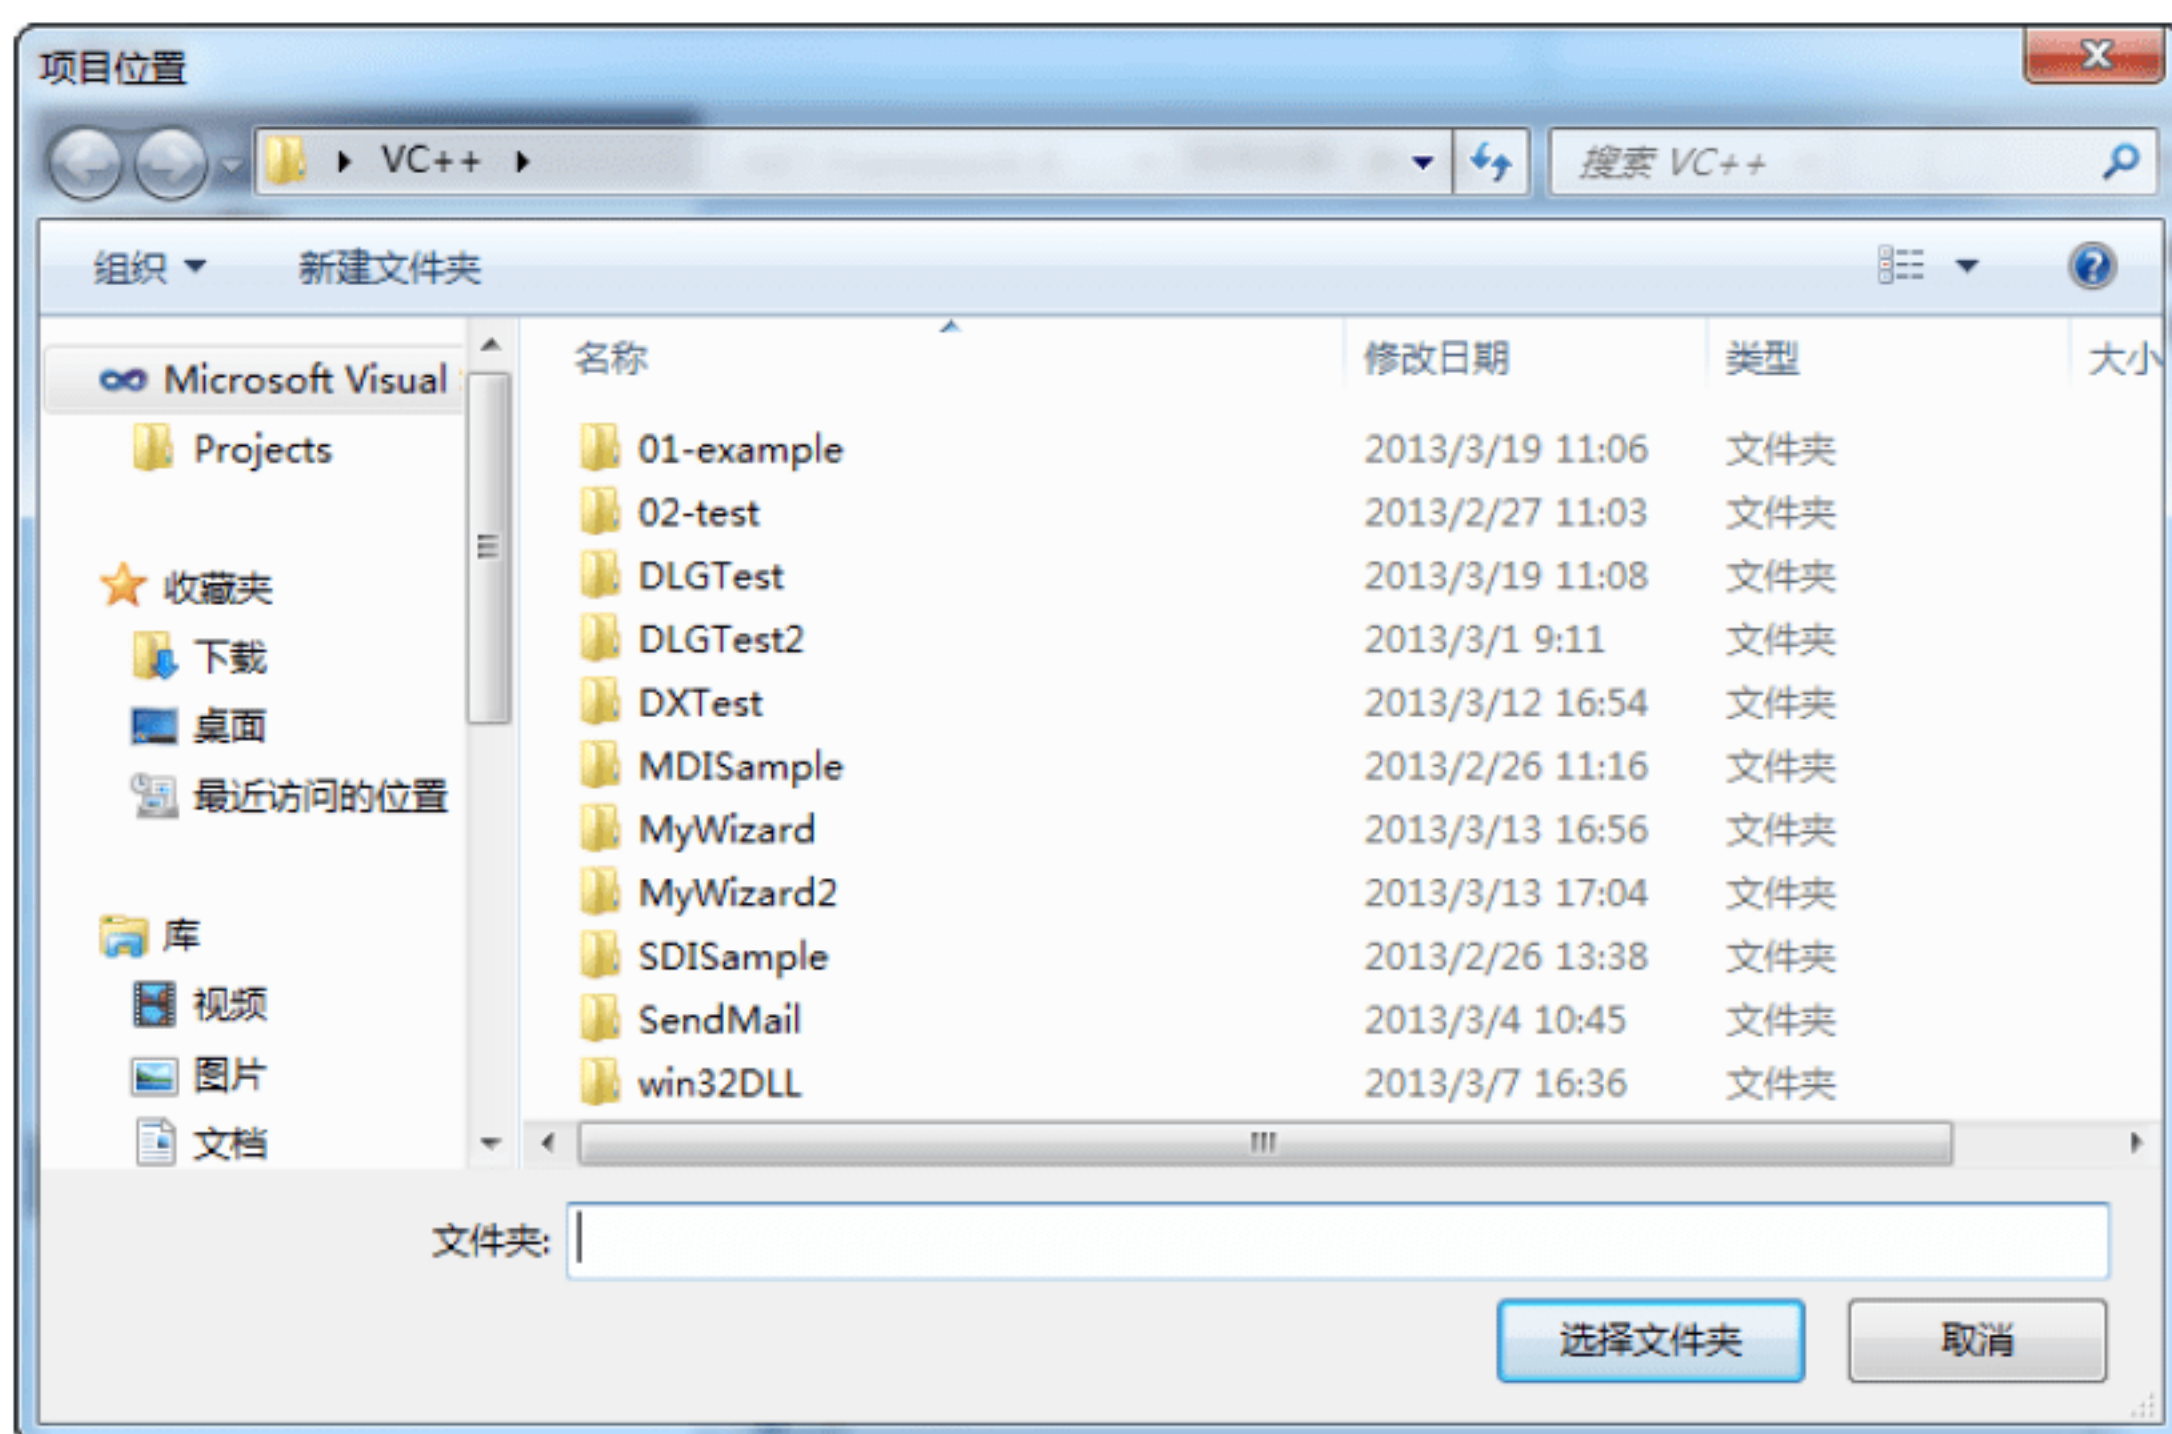 项目位置
VC++
搜索 VC++
组织
新建文件夹
Microsoft Visual
Projects
收藏夹
下载
桌面
最近访问的位置
库
视频
图片
文档
名称 修改日期 类型 大小
01-example 2013/3/19 11:06 文件夹
02-test 2013/2/27 11:03 文件夹
DLGTest 2013/3/19 11:08 文件夹
DLGTest2 2013/3/1 9:11 文件夹
DXTest 2013/3/12 16:54 文件夹
MDISample 2013/2/26 11:16 文件夹
MyWizard 2013/3/13 16:56 文件夹
MyWizard2 2013/3/13 17:04 文件夹
SDISample 2013/2/26 13:38 文件夹
SendMail 2013/3/4 10:45 文件夹
win32DLL 2013/3/7 16:36 文件夹
文件夹:
选择文件夹
取消